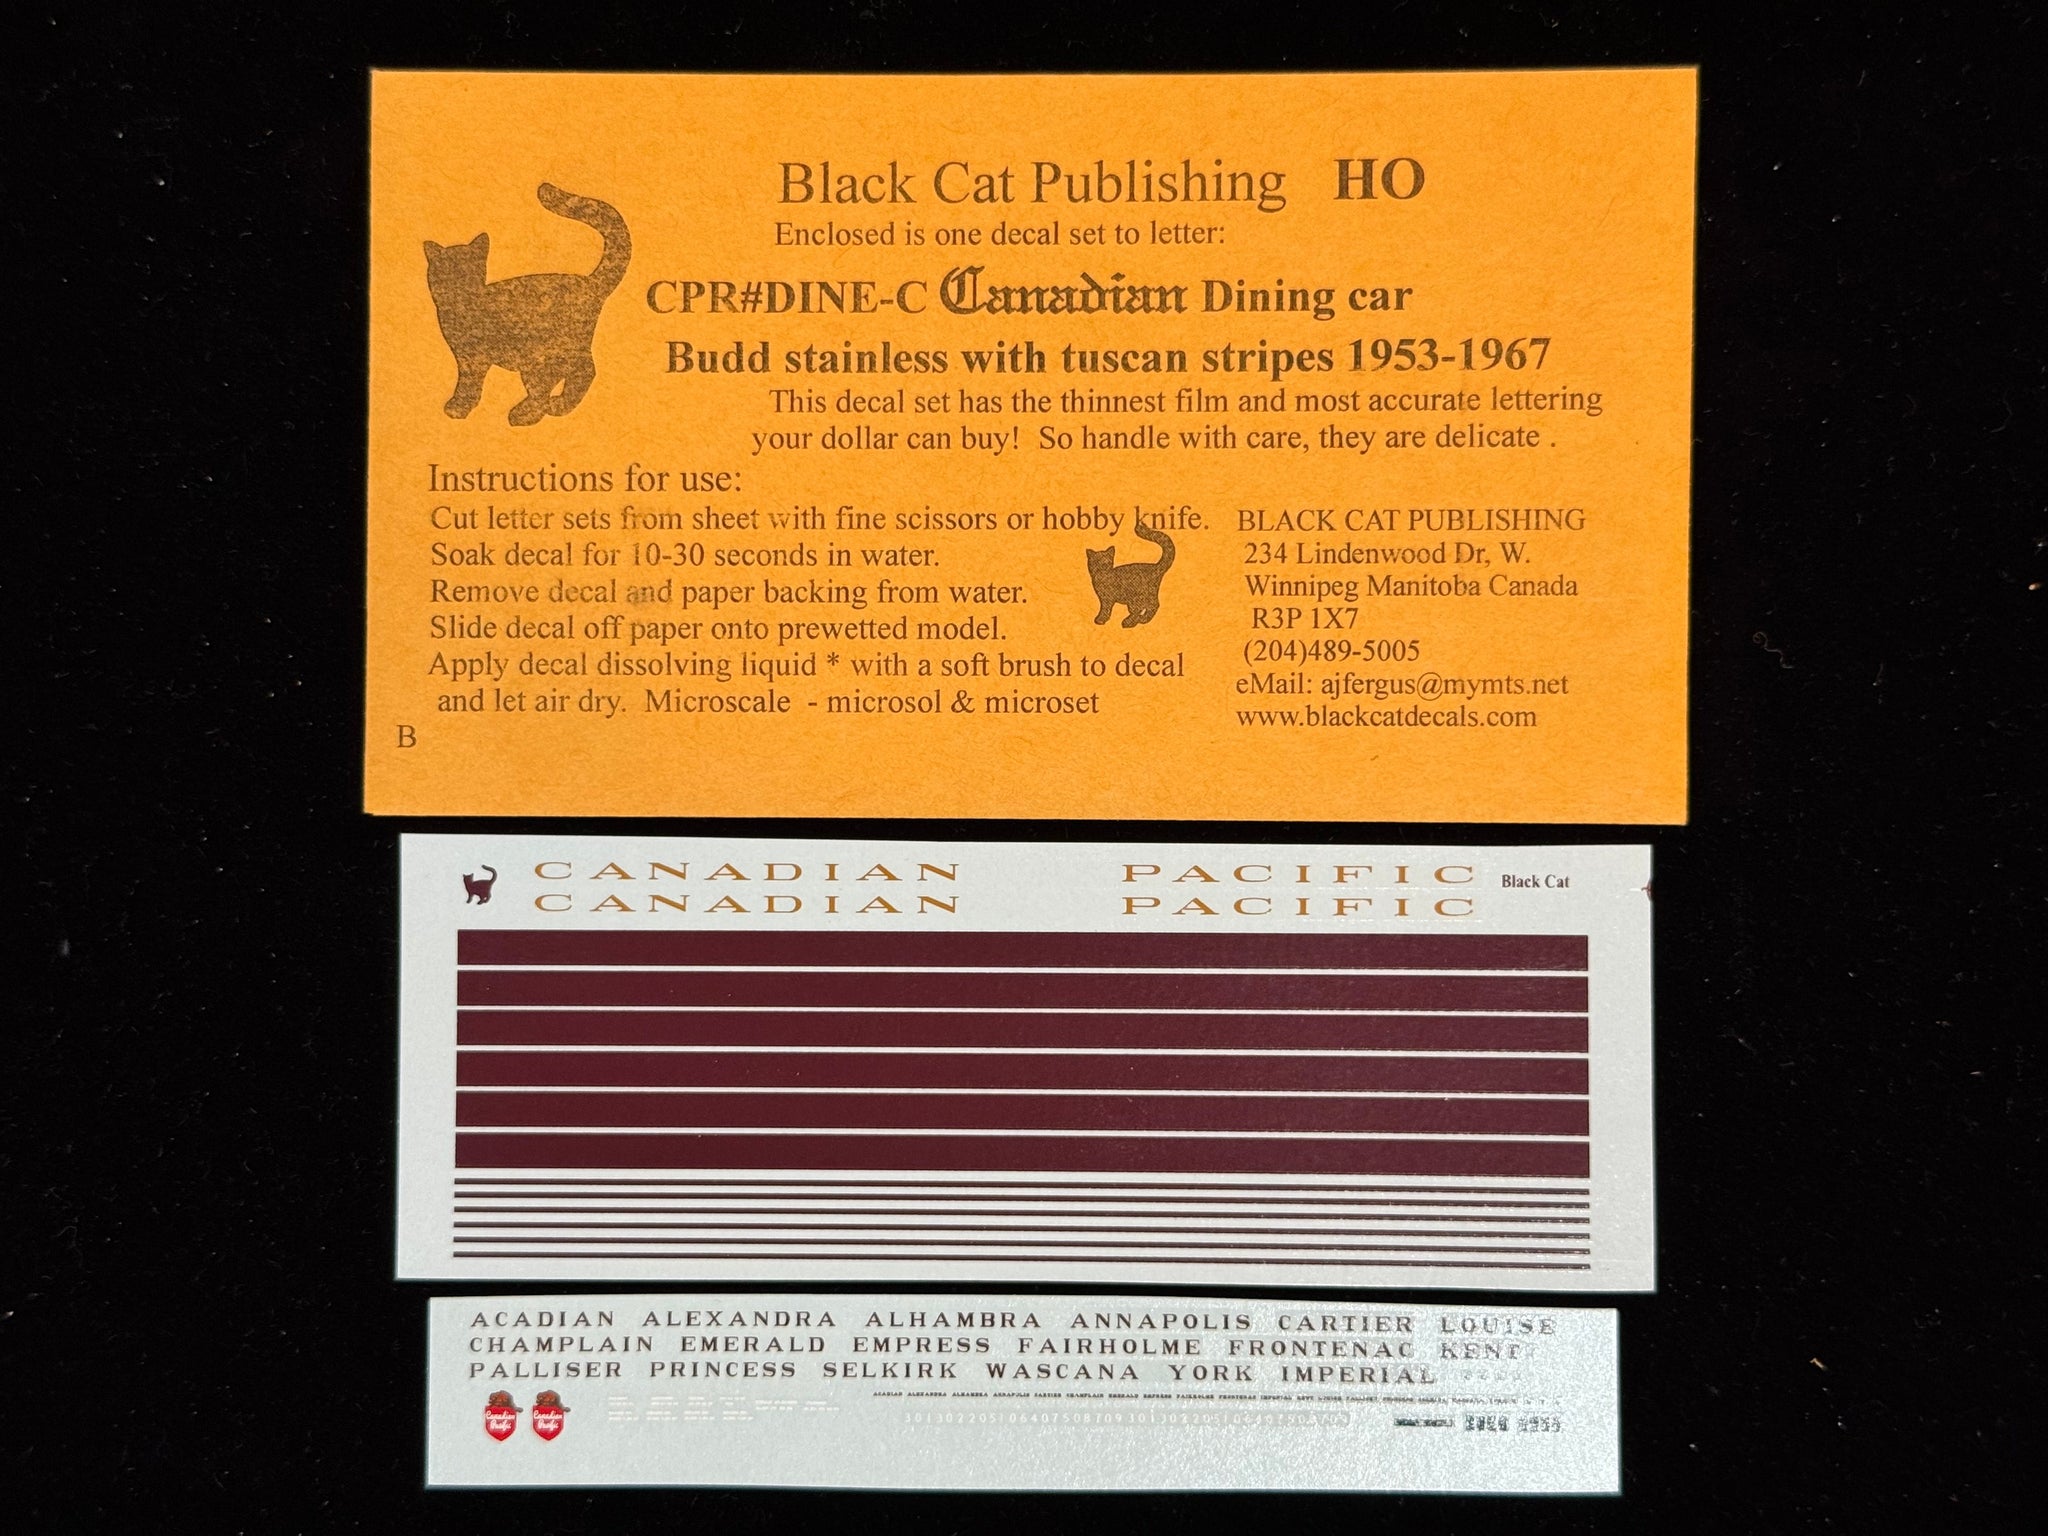 Black Cat Publishing HO
Enclosed is one decal set to letter:
CPR#DINE-C Canadian Dining car
Budd stainless with tuscan stripes 1953-1967
This decal set has the thinnest film and most accurate lettering
your dollar can buy! So handle with care, they are delicate .
Instructions for use:
Cut letter sets from sheet with fine scissors or hobby knife.
Soak decal for 10-30 seconds in water.
Remove decal and paper backing from water.
Slide decal off paper onto prewetted model.
Apply decal dissolving liquid * with a soft brush to decal
and let air dry. Microscale - microsol & microset
B
BLACK CAT PUBLISHING
234 Lindenwood Dr, W.
Winnipeg Manitoba Canada
R3P 1X7
(204)489-5005
eMail: ajfergus@mymts.net
www.blackcatdecals.com
CANADIAN PACIFIC Black Cat
CANADIAN PACIFIC
ACADIAN ALEXANDRA ALHAMBRA ANNAPOLIS CARTIER LOUISE
CHAMPLAIN EMERALD EMPRESS FAIRHOLME FRONTENAC KENT
PALLISER PRINCESS SELKIRK WASCANA YORK IMPERIAL
Canadian Pacific
Canadian Pacific